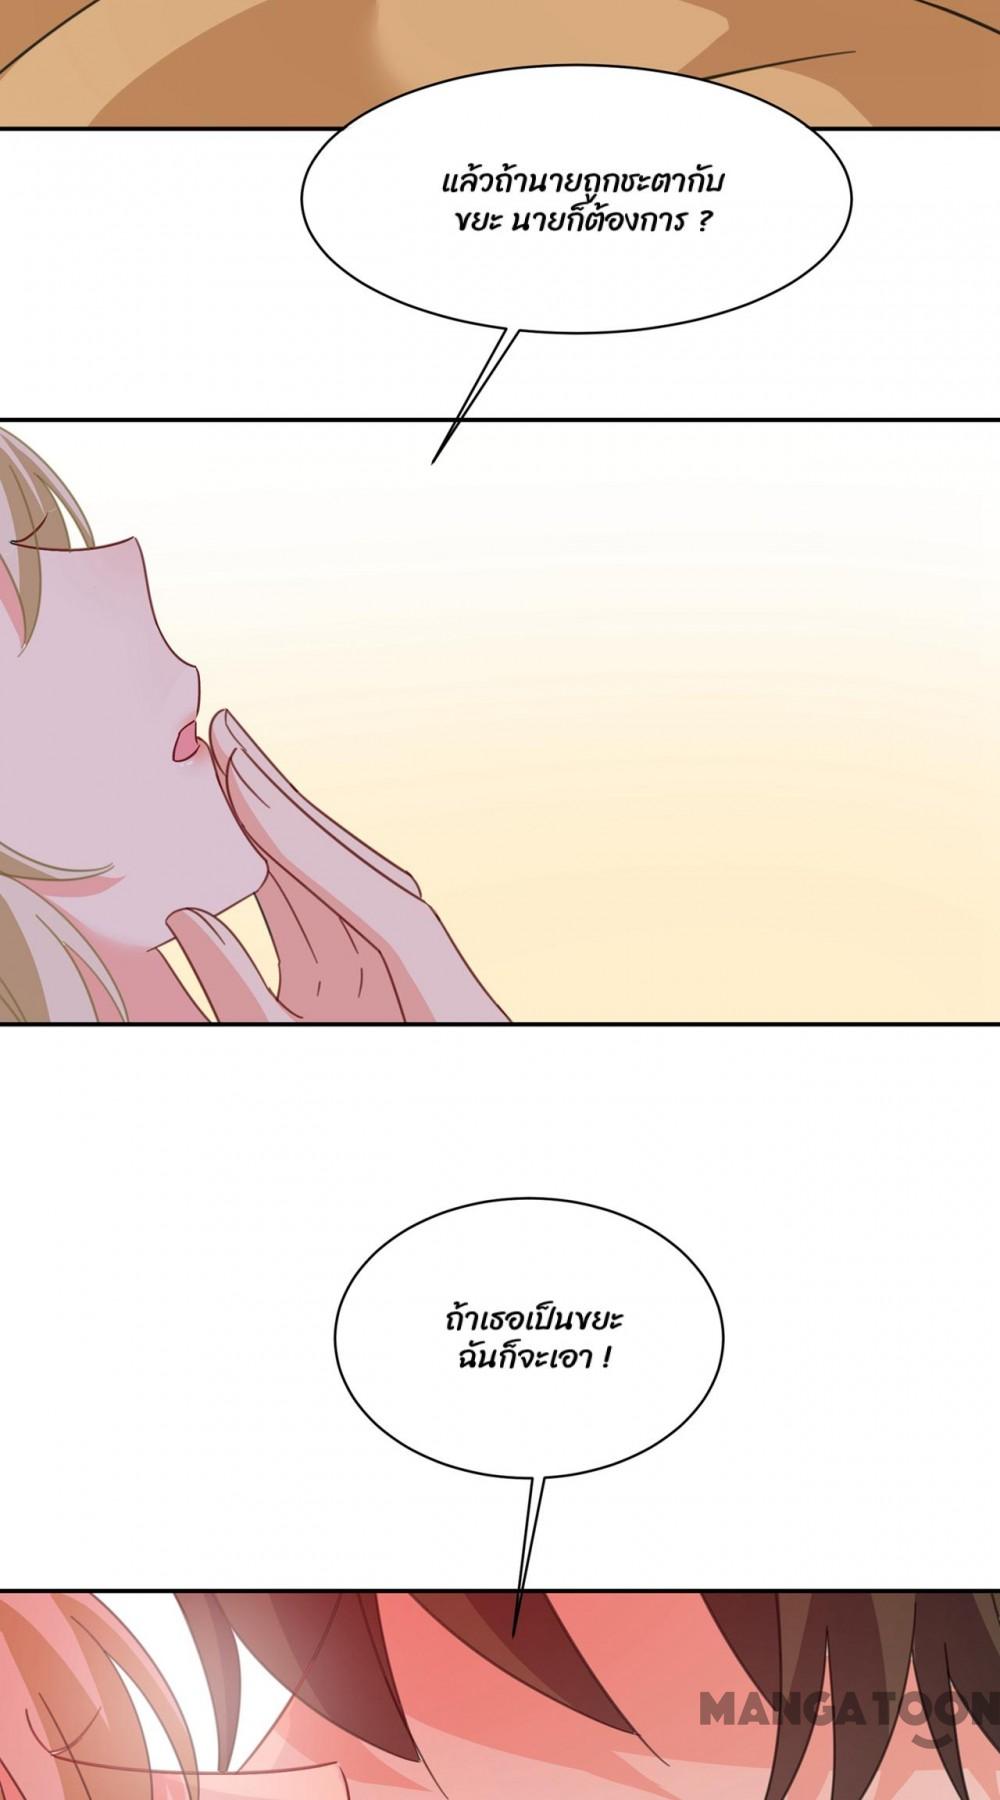 แล้วถ้านายถูกชะตากับ
ขยะ นายก็ต้องการ ?
ถ้าเธอเป็นขยะ
ฉันก็จะเอา !
MANGATOON